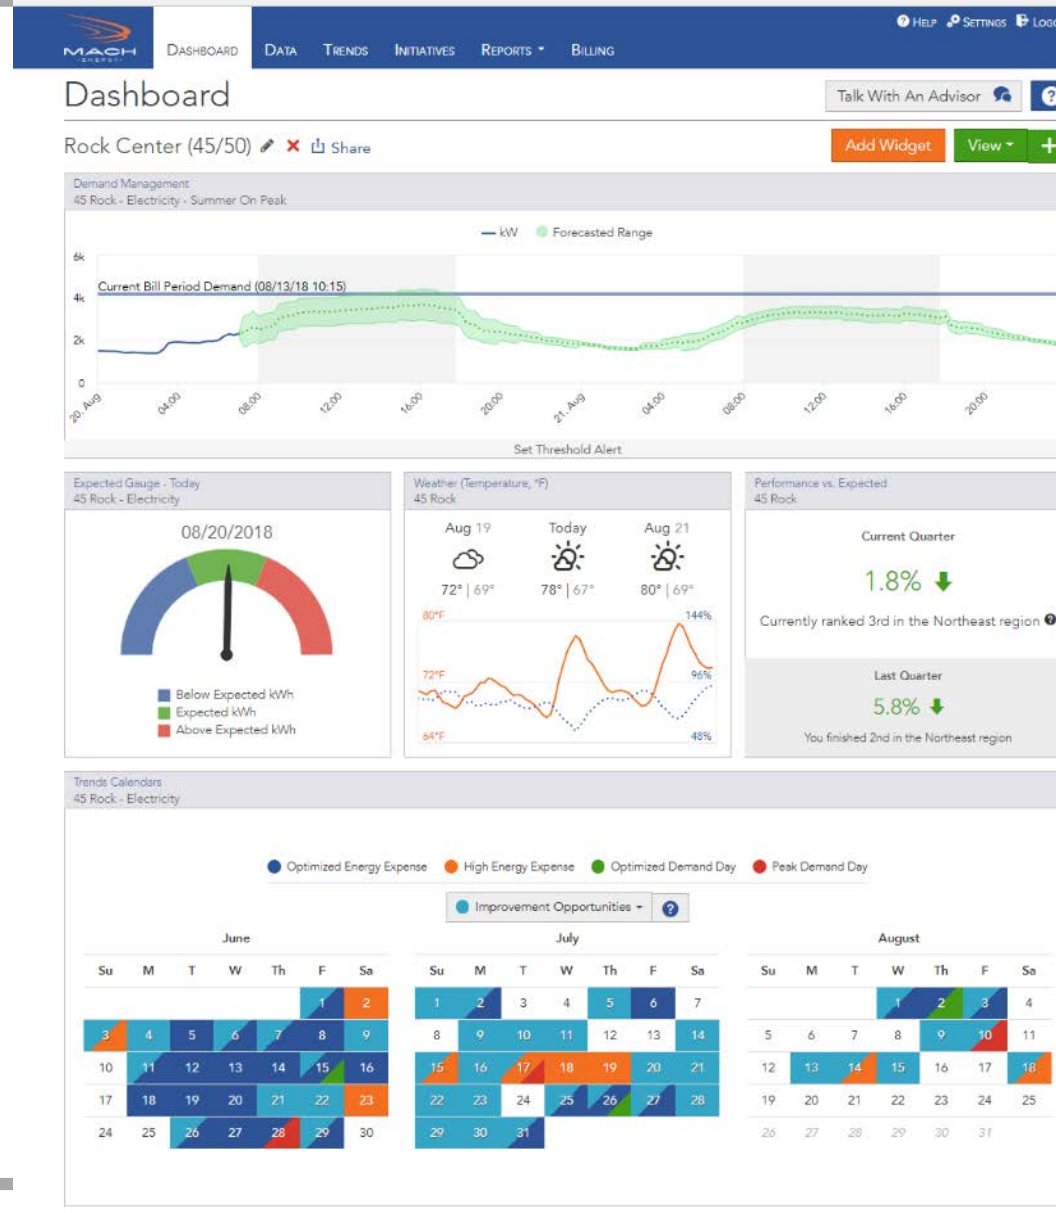 MACH
ENERGY
DASHBOARD DATA TRENDS INITIATIVES REPORTS BILLING
HELP SETTINGS
Dashboard
Talk With An Advisor ?
Rock Center (45/50) Share
Add Widget View +
Demand Management
45 Rock - Electricity - Summer On Peak
kW Forecasted Range
6k
Current Bill Period Demand (08/13/18 10:15)
4k
2k
0
20. Aug 04:00 08:00 12:00 16:00 20:00 21. Aug 04:00 08:00 12:00 16:00 20:00
Set Threshold Alert
Expected Gauge - Today
45 Rock - Electricity
08/20/2018
Below Expected kWh
Expected kWh
Above Expected kWh
Weather (Temperature, °F)
45 Rock
Aug 19 Today Aug 21
72° | 69° 78° | 67° 80° | 69°
80°F 144%
72°F 96%
64°F 48%
Performance vs. Expected
45 Rock
Current Quarter
1.8%
Currently ranked 3rd in the Northeast region ?
Last Quarter
5.8%
You finished 2nd in the Northeast region
Trends Calendars
45 Rock - Electricity
Optimized Energy Expense High Energy Expense Optimized Demand Day Peak Demand Day
Improvement Opportunities ?
June
Su M T W Th F Sa
1 2
3 4 5 6 7 8 9
10 11 12 13 14 15 16
17 18 19 20 21 22 23
24 25 26 27 28 29 30
July
Su M T W Th F Sa
1 2 3 4 5 6 7
8 9 10 11 12 13 14
15 16 17 18 19 20 21
22 23 24 25 26 27 28
29 30 31
August
Su M T W Th F Sa
1 2 3 4
5 6 7 8 9 10 11
12 13 14 15 16 17 18
19 20 21 22 23 24 25
26 27 28 29 30 31